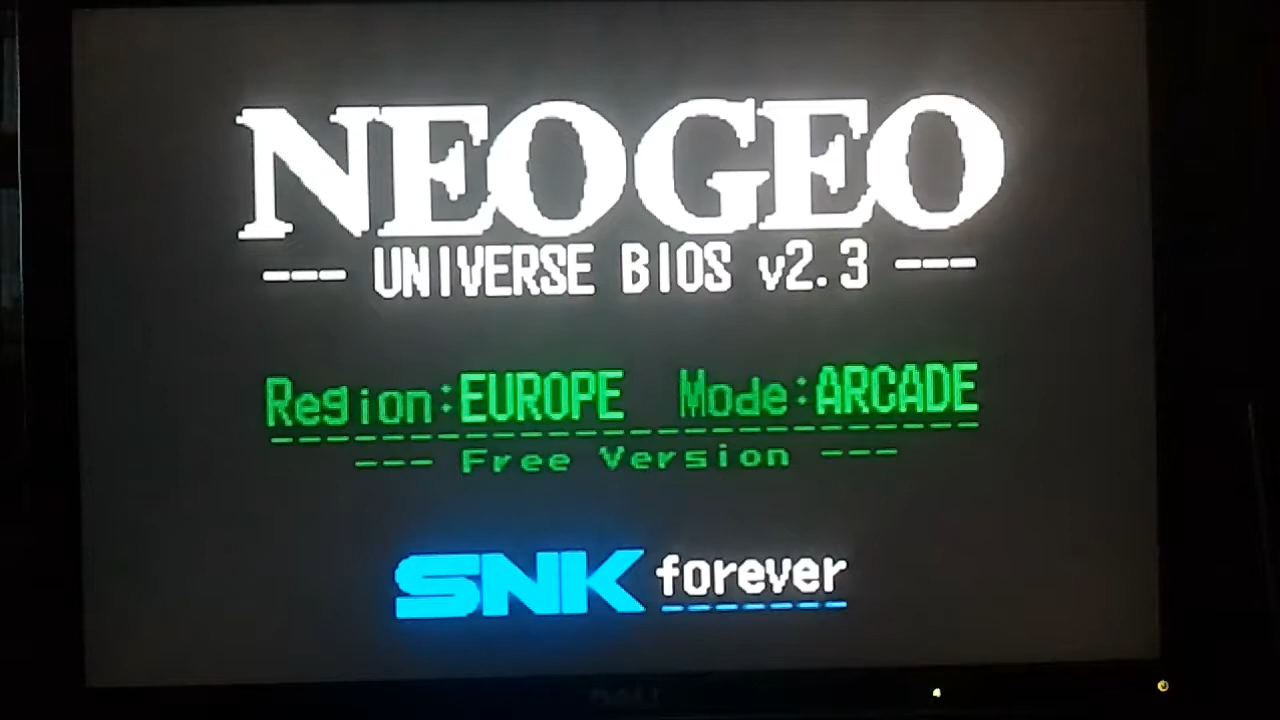 NEOGEO
--- UNIVERSE BIOS v2.3 ---
Region:EUROPE Mode:ARCADE
--- Free Version ---
SNK forever